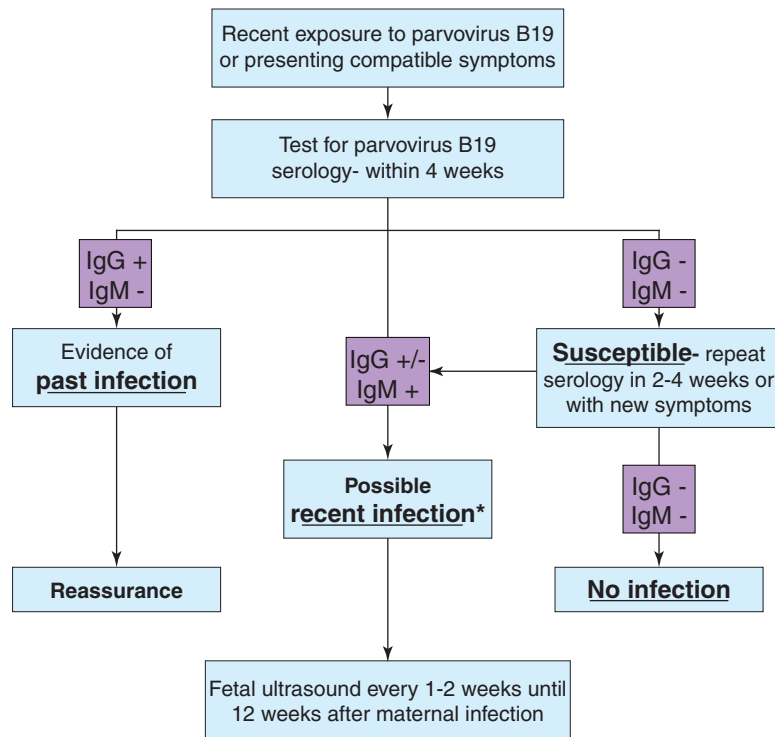 Recent exposure to parvovirus B19
or presenting compatible symptoms
Test for parvovirus B19
serology- within 4 weeks
IgG +
IgM -
Evidence of
past infection
Reassurance
IgG +/-
IgM +
Possible
recent infection*
Fetal ultrasound every 1-2 weeks until
12 weeks after maternal infection
IgG -
IgM -
Susceptible- repeat
serology in 2-4 weeks or
with new symptoms
IgG -
IgM -
No infection